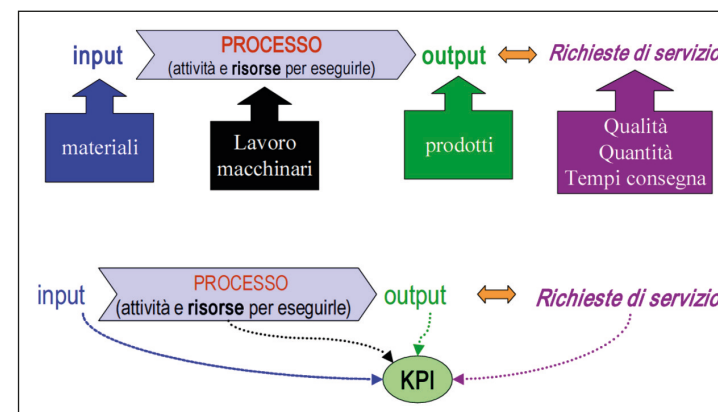 PROCESSO
input
(attività e risorse per eseguirle)
output
Richieste di servizio
materiali
Lavoro
macchinari
prodotti
Qualità
Quantità
Tempi consegna
PROCESSO
input
(attività e risorse per eseguirle)
output
Richieste di servizio
KPI